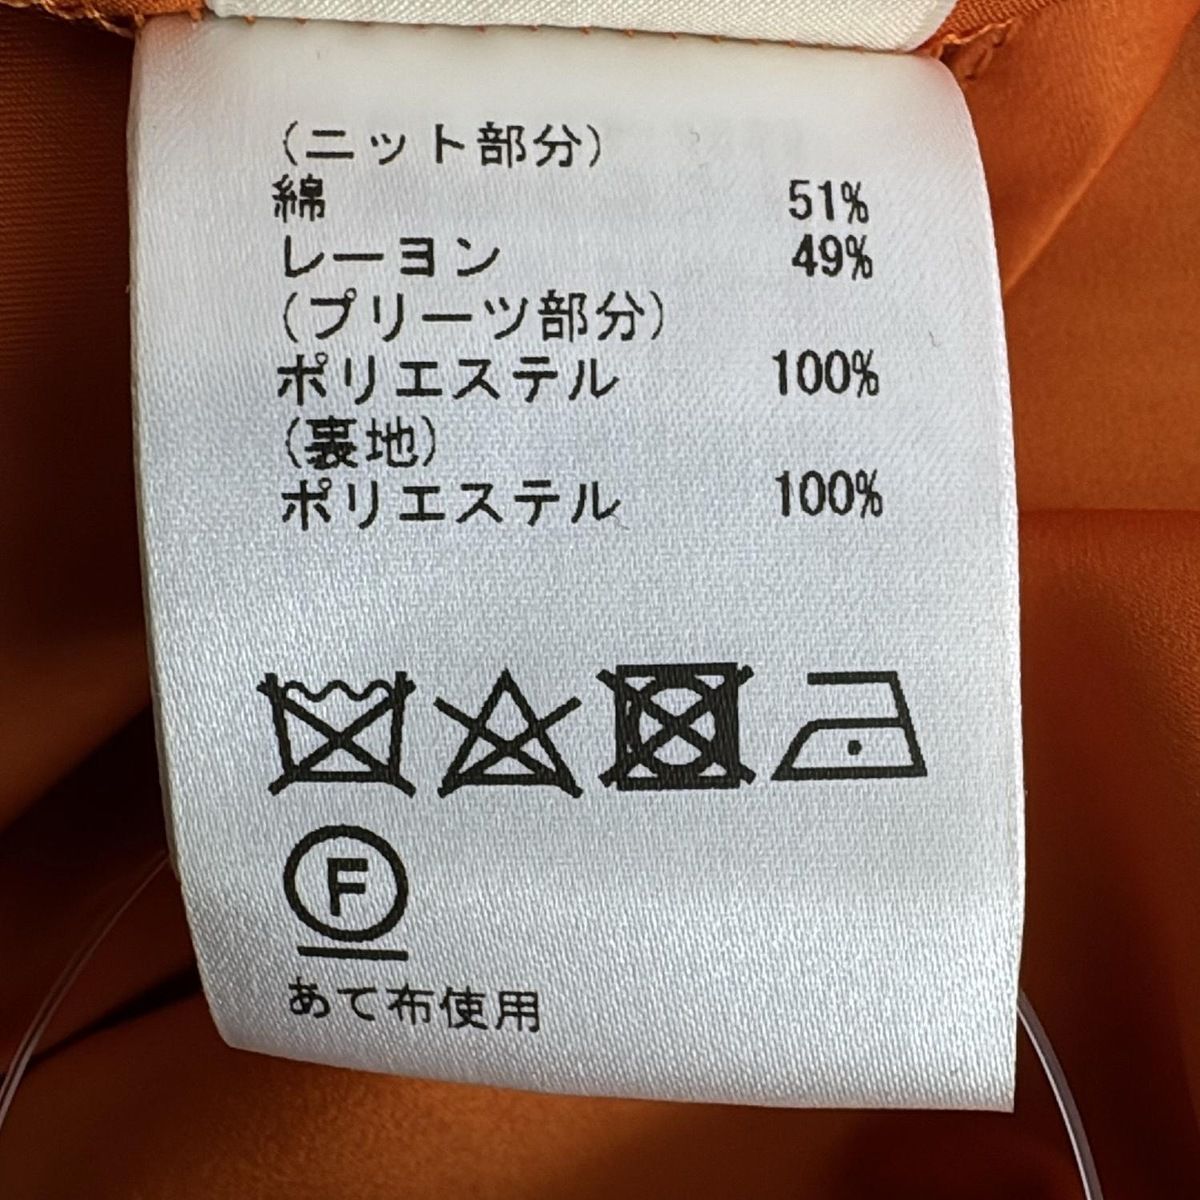 (ニット部分)
綿 51%
レーヨン 49%
(プリーツ部分)
ポリエステル 100%
(裏地)
ポリエステル 100%
F
あて布使用